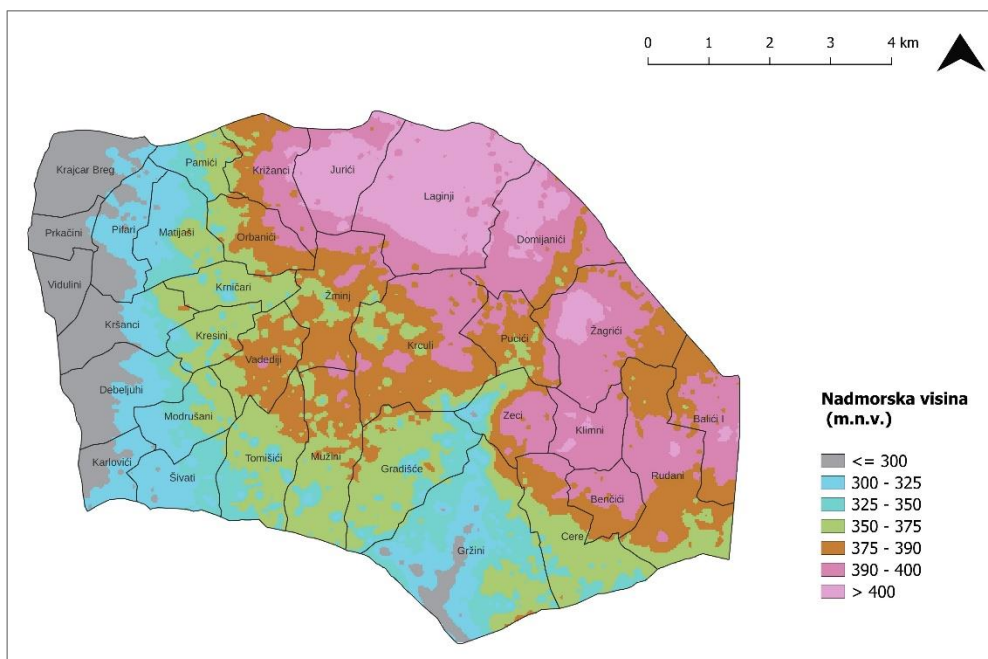 0 1 2 3 4 km
Pamići
Krajcar Breg
Križanci
Jurići
Laginji
Prkačini
Pifari
Matijaši
Orbanići
Domijanići
Vidulini
Krničari
Žminj
Kršanci
Kresini
Žagrići
Vadediji
Krculi
Pucići
Debeljuhi
Modrušani
Zeci
Klimni
Balići I
Karlovići
Šivati
Tomišići
Mužini
Gradišće
Rudani
Benčići
Gržini
Cere
Nadmorska visina
(m.n.v.)
<= 300
300 - 325
325 - 350
350 - 375
375 - 390
390 - 400
> 400